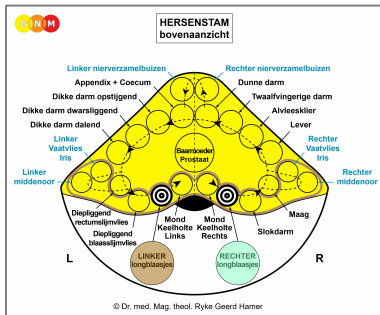 G N M
HERSENSTAM
bovenaanzicht
Linker nierverzamelbuizen
Rechter nierverzamelbuizen
Appendix + Coecum
Dunne darm
Dikke darm opstijgend
Twaalfvingerige darm
Dikke darm dwarsliggend
Alvleesklier
Dikke darm dalend
Lever
Linker
Vaatvlies
Iris
Rechter
Vaatvlies
Iris
Baarmoeder
Prostaat
Linker
middenoor
Rechter
middenoor
Diepliggend
rectumslijmvlies
Diepliggend
blaasslijmvlies
Mond
Keelholte
Links
Mond
Keelholte
Rechts
Maag
Slokdarm
L
LINKER
longblaasjes
RECHTER
longblaasjes
R
© Dr. med. Mag. theol. Ryke Geerd Hamer